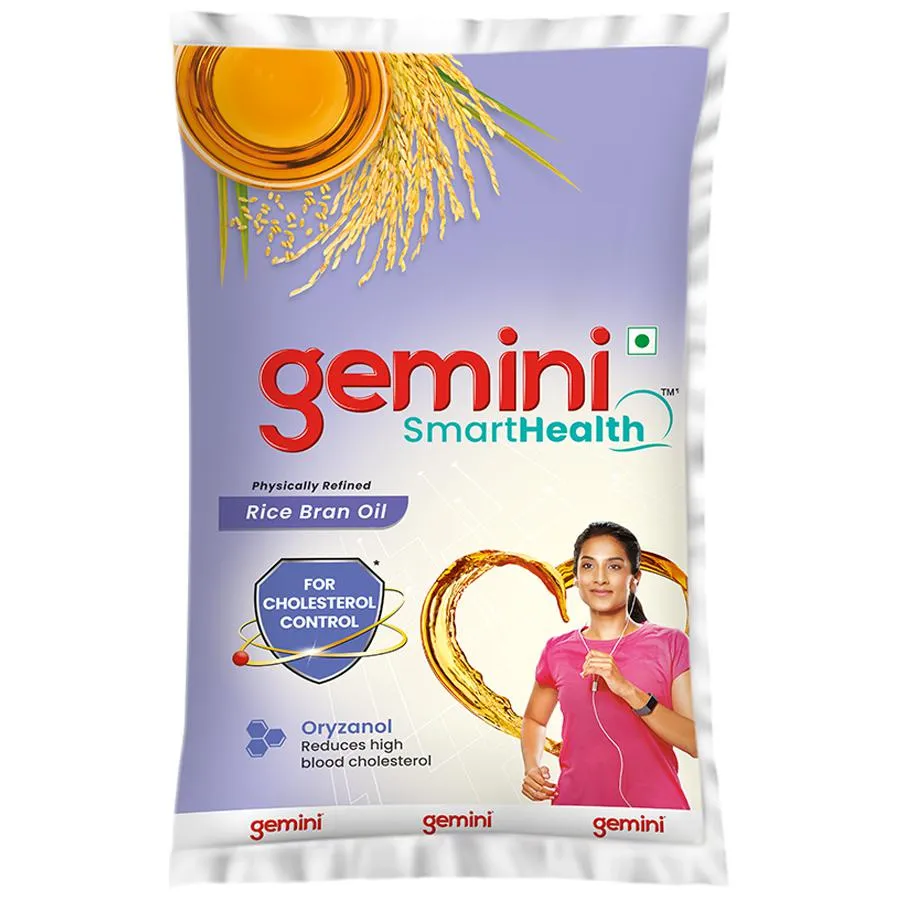 gemini
SmartHealth
TM*
Physically Refined
Rice Bran Oil
FOR
CHOLESTEROL
CONTROL
*
Oryzanol
Reduces high
blood cholesterol
gemini gemini gemini